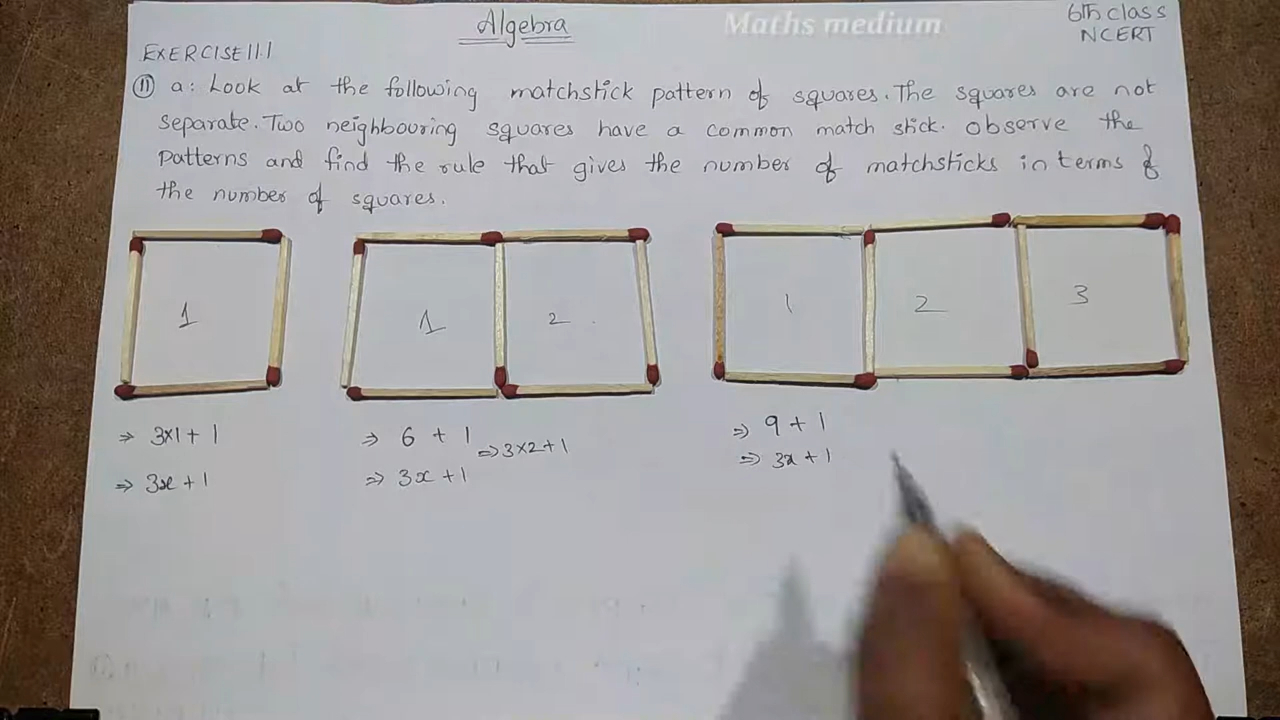 Algebra
Maths medium
6th class
NCERT
EXERCISE 11.1
11 a: Look at the following matchstick pattern of squares. The squares are not
separate. Two neighbouring squares have a common match stick. Observe the
Patterns and find the rule that gives the number of matchsticks in terms of
the number of squares.
1
1 2
1 2 3
⇒ 3×1+1
⇒ 3x+1
⇒ 6 + 1 ⇒ 3×2+1
⇒ 3x+1
⇒ 9+1
⇒ 3x+1